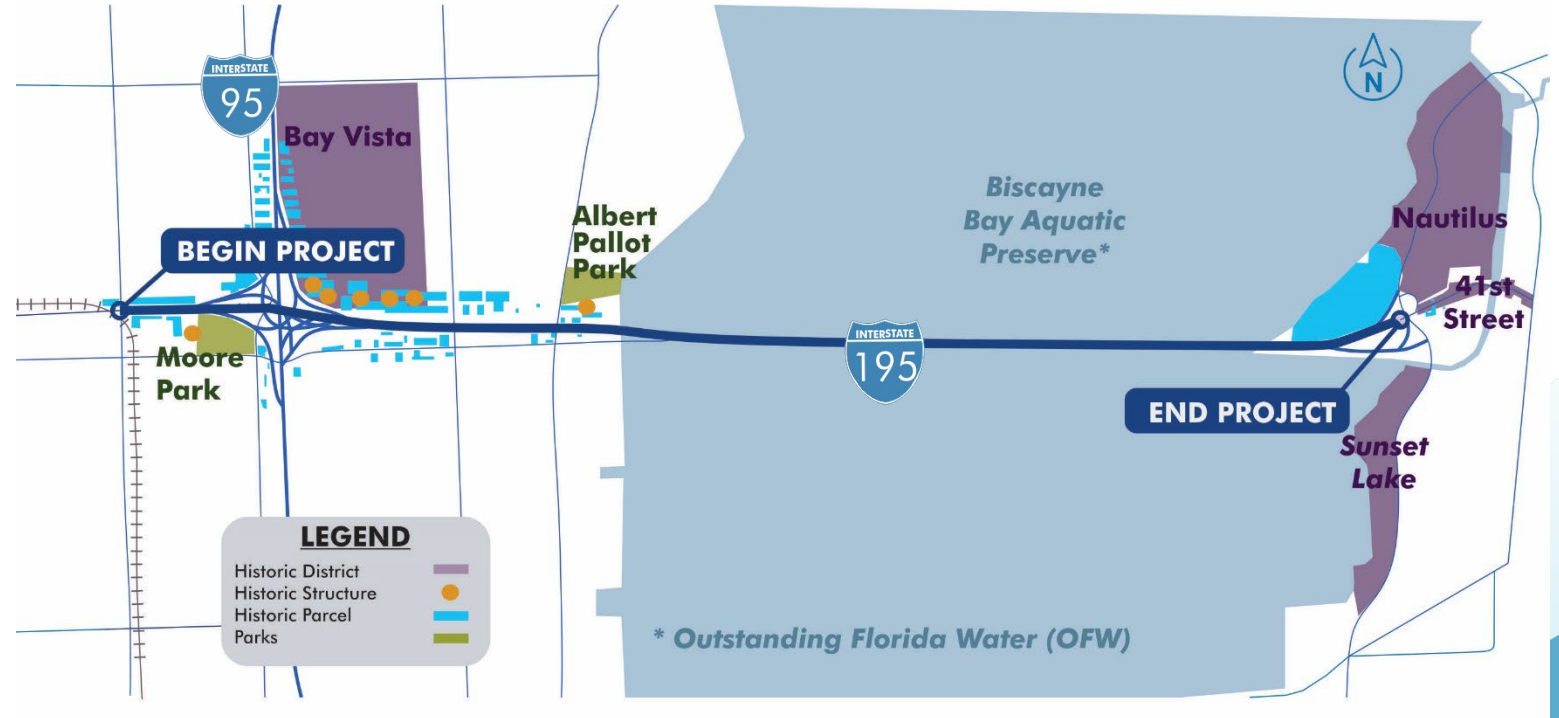 INTERSTATE
95
Bay Vista
N
BEGIN PROJECT
Albert
Pallot
Park
Biscayne
Bay Aquatic
Preserve*
Nautilus
41st
Street
Moore
Park
INTERSTATE
195
END PROJECT
Sunset
Lake
LEGEND
Historic District
Historic Structure
Historic Parcel
Parks
* Outstanding Florida Water (OFW)